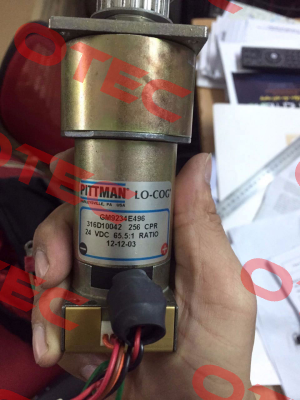 OTEC
PITTMAN LO-COG
HARLEYSVILLE, PA USA
GM9234E496
316D10042 256 CPR
24 VDC 65.5:1 RATIO
12-12-03
OTEC